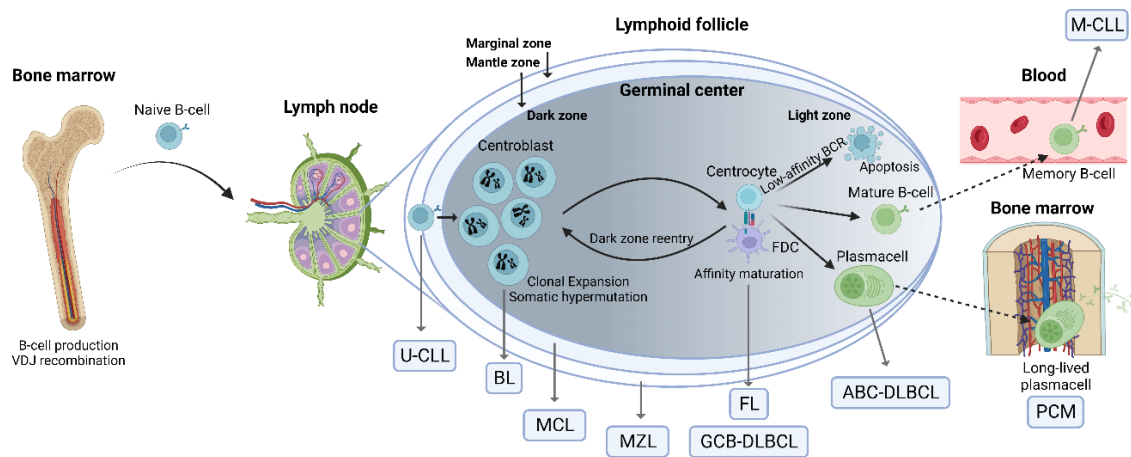 Lymphoid follicle
M-CLL
Marginal zone
Mantle zone
Bone marrow
Blood
Naive B-cell
Lymph node
Germinal center
Dark zone
Light zone
Centroblast
Low-affinity BCR
Centrocyte
Apoptosis
Memory B-cell
Mature B-cell
Bone marrow
Dark zone reentry
FDC
Plasmacell
Affinity maturation
Clonal Expansion
Somatic hypermutation
B-cell production
VDJ recombination
U-CLL
BL
MCL
MZL
FL
GCB-DLBCL
ABC-DLBCL
Long-lived
plasmacell
PCM